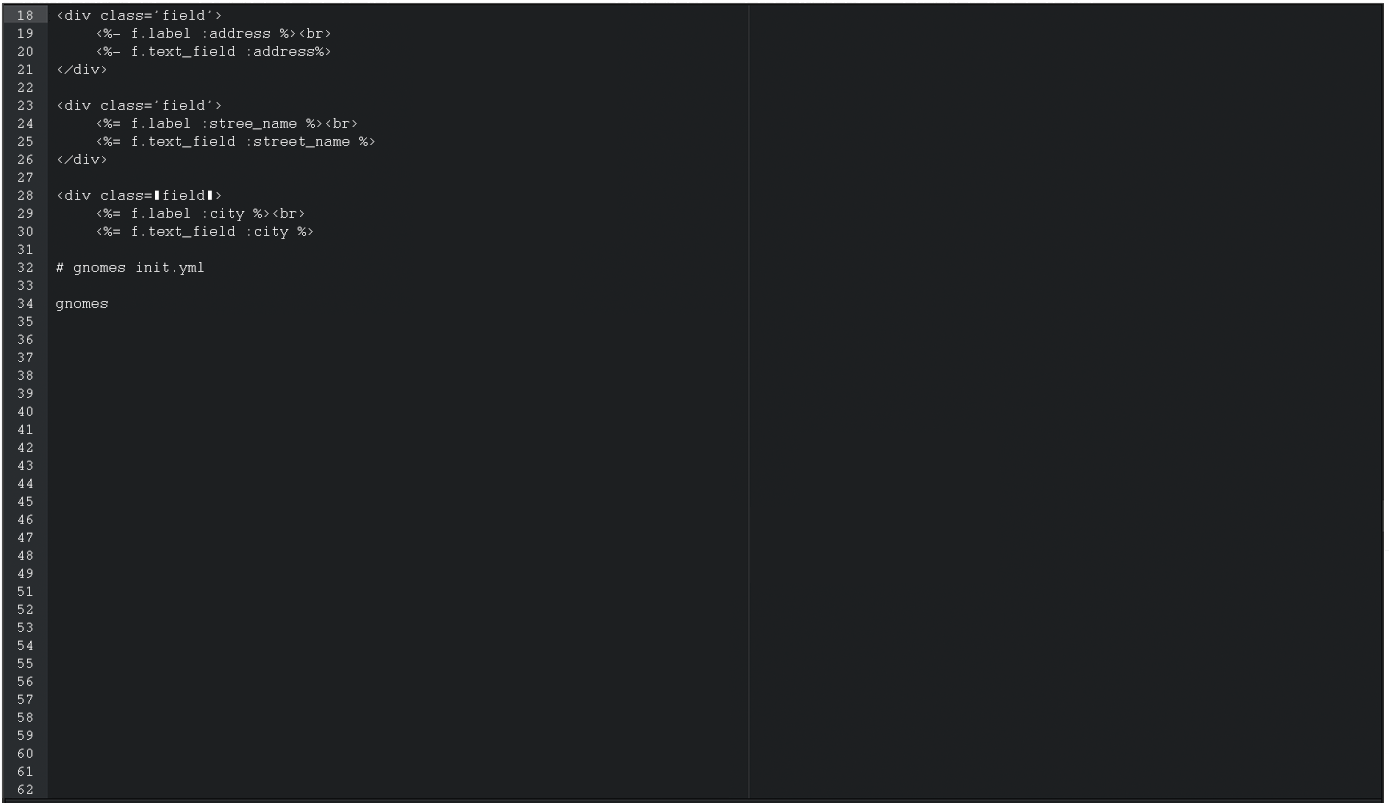 18 <div class='field'>
19 <%- f.label :address %><br>
20 <%- f.text_field :address%>
21 </div>
22
23 <div class='field'>
24 <%= f.label :stree_name %><br>
25 <%= f.text_field :street_name %>
26 </div>
27
28 <div class=▮field▮>
29 <%= f.label :city %><br>
30 <%= f.text_field :city %>
31
32 # gnomes init.yml
33
34 gnomes
35
36
37
38
39
40
41
42
43
44
45
46
47
48
49
51
52
53
54
55
56
57
58
59
60
61
62